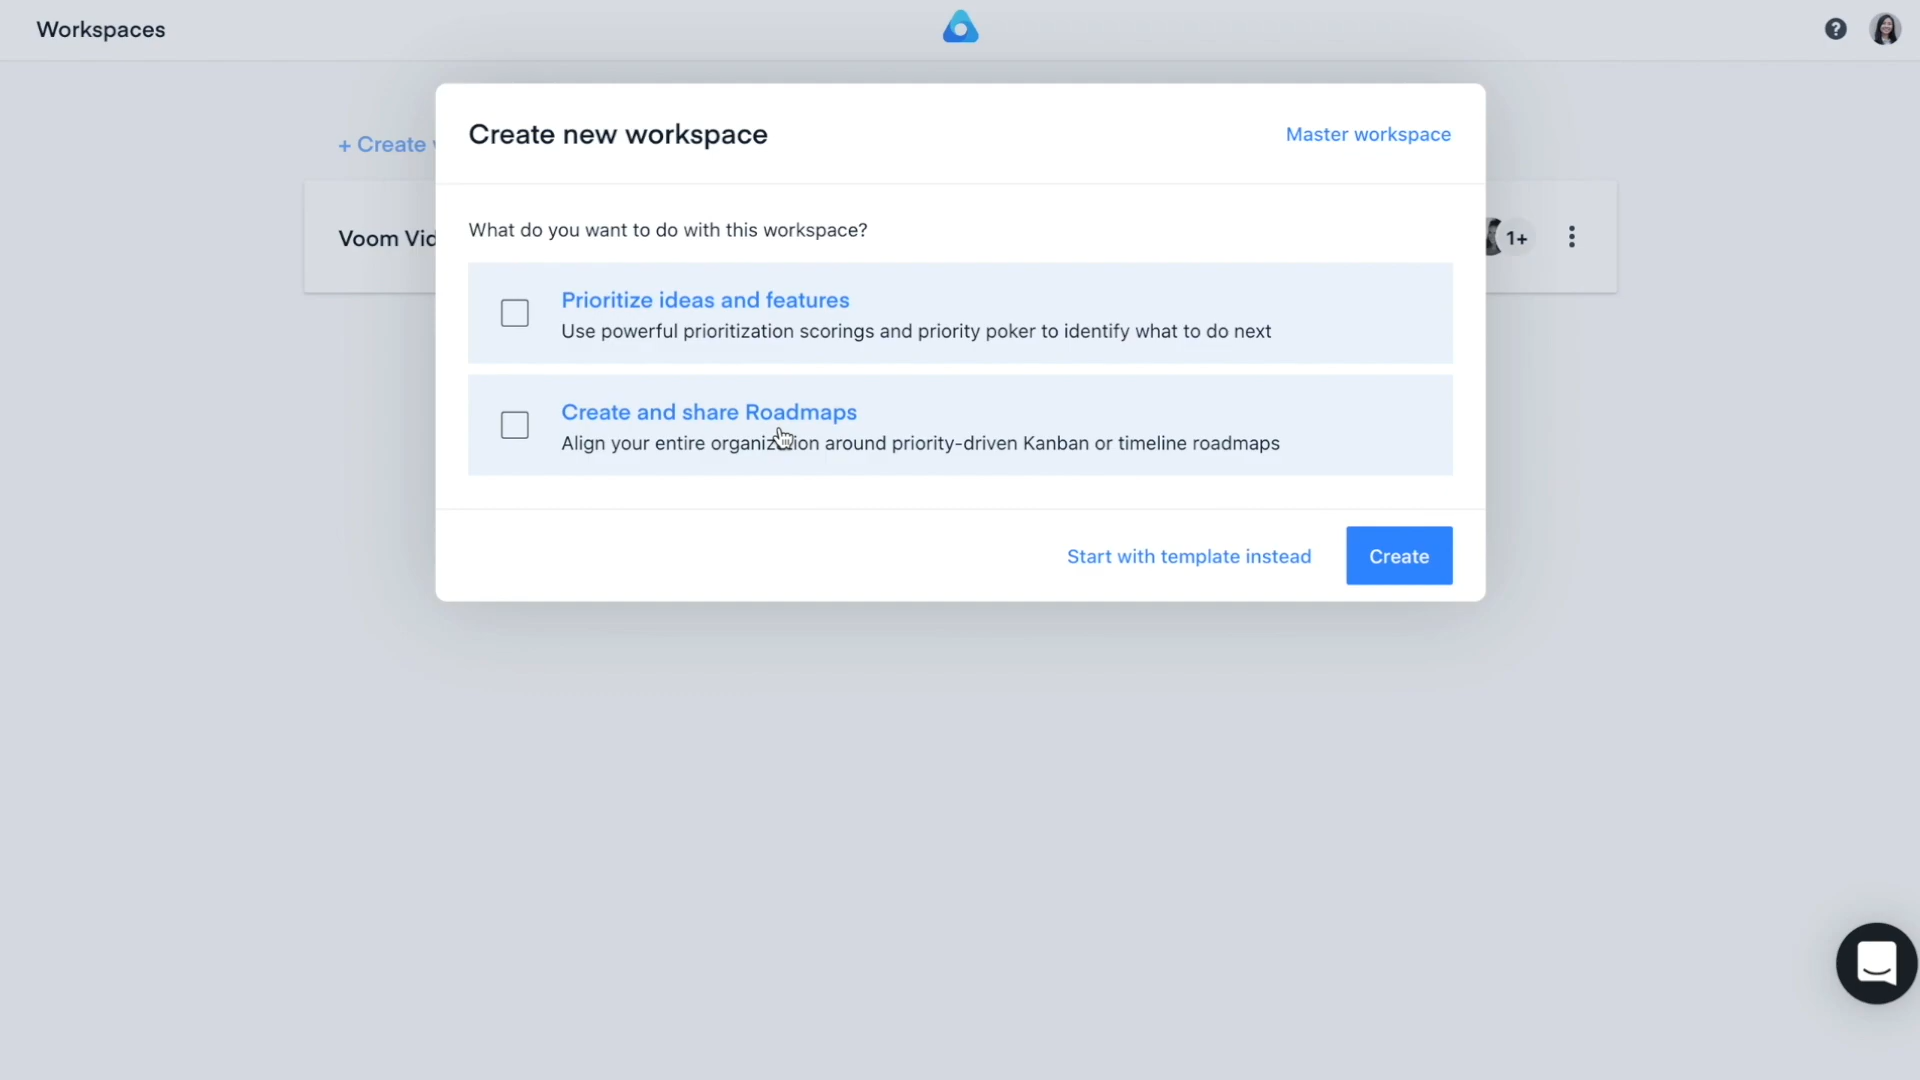 Workspaces
+ Create
Create new workspace
Master workspace
Voom Vid
What do you want to do with this workspace?
1+
Prioritize ideas and features
Use powerful prioritization scorings and priority poker to identify what to do next
Create and share Roadmaps
Align your entire organization around priority-driven Kanban or timeline roadmaps
Start with template instead
Create